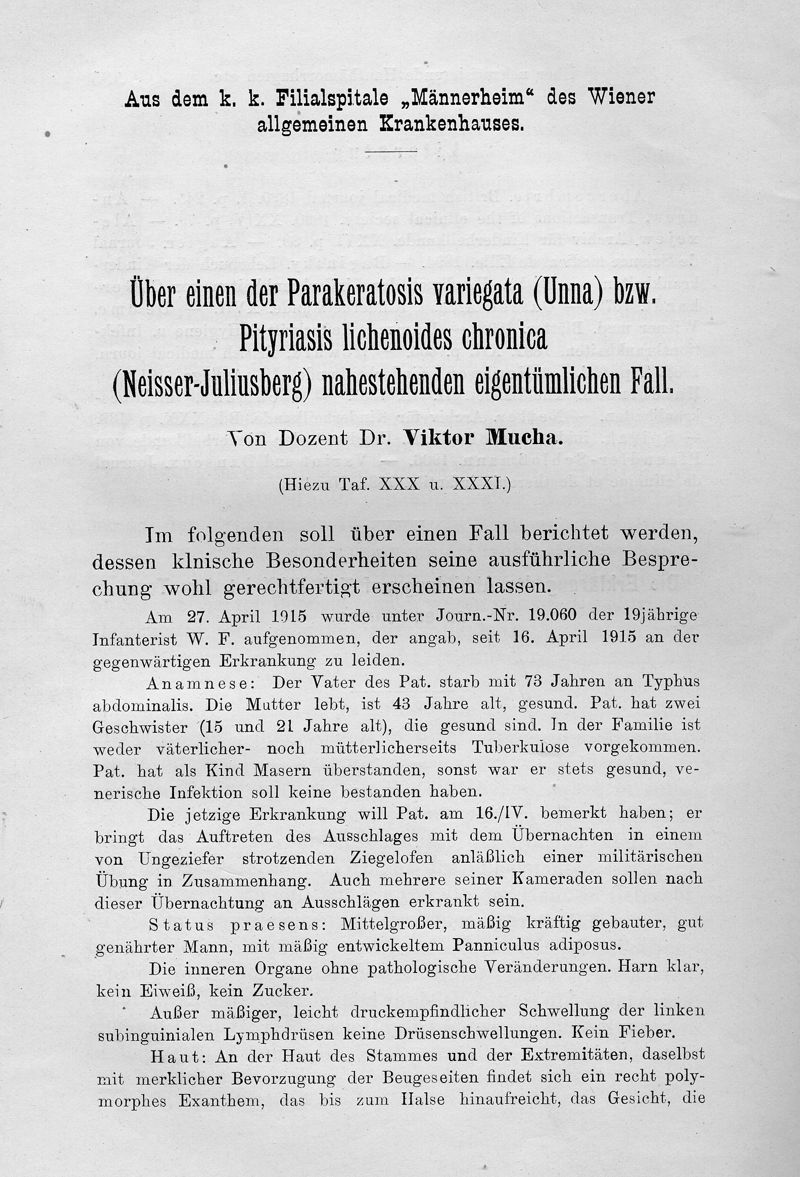 Aus dem k. k. Filialspitale „Männerheim“ des Wiener
allgemeinen Krankenhauses.
Über einen der Parakeratosis variegata (Unna) bzw.
Pityriasis lichenoides chronica
(Neisser-Juliusberg) nahestehenden eigentümlichen Fall.
Von Dozent Dr. Viktor Mucha.
(Hiezu Taf. XXX u. XXXI.)
Im folgenden soll über einen Fall berichtet werden,
dessen klnische Besonderheiten seine ausführliche Bespre-
chung wohl gerechtfertigt erscheinen lassen.
Am 27. April 1915 wurde unter Journ.-Nr. 19.060 der 19jährige
Infanterist W. F. aufgenommen, der angab, seit 16. April 1915 an der
gegenwärtigen Erkrankung zu leiden.
Anamnese: Der Vater des Pat. starb mit 73 Jahren an Typhus
abdominalis. Die Mutter lebt, ist 43 Jahre alt, gesund. Pat. hat zwei
Geschwister (15 und 21 Jahre alt), die gesund sind. In der Familie ist
weder väterlicher- noch mütterlicherseits Tuberkulose vorgekommen.
Pat. hat als Kind Masern überstanden, sonst war er stets gesund, ve-
nerische Infektion soll keine bestanden haben.
Die jetzige Erkrankung will Pat. am 16./IV. bemerkt haben; er
bringt das Auftreten des Ausschlages mit dem Übernachten in einem
von Ungeziefer strotzenden Ziegelofen anläßlich einer militärischen
Übung in Zusammenhang. Auch mehrere seiner Kameraden sollen nach
dieser Übernachtung an Ausschlägen erkrankt sein.
Status praesens: Mittelgroßer, mäßig kräftig gebauter, gut
genährter Mann, mit mäßig entwickeltem Panniculus adiposus.
Die inneren Organe ohne pathologische Veränderungen. Harn klar,
kein Eiweiß, kein Zucker.
Außer mäßiger, leicht druckempfindlicher Schwellung der linken
subinguinialen Lymphdrüsen keine Drüsenschwellungen. Kein Fieber.
Haut: An der Haut des Stammes und der Extremitäten, daselbst
mit merklicher Bevorzugung der Beugeseiten findet sich ein recht poly-
morphes Exanthem, das bis zum Halse hinaufreicht, das Gesicht, die